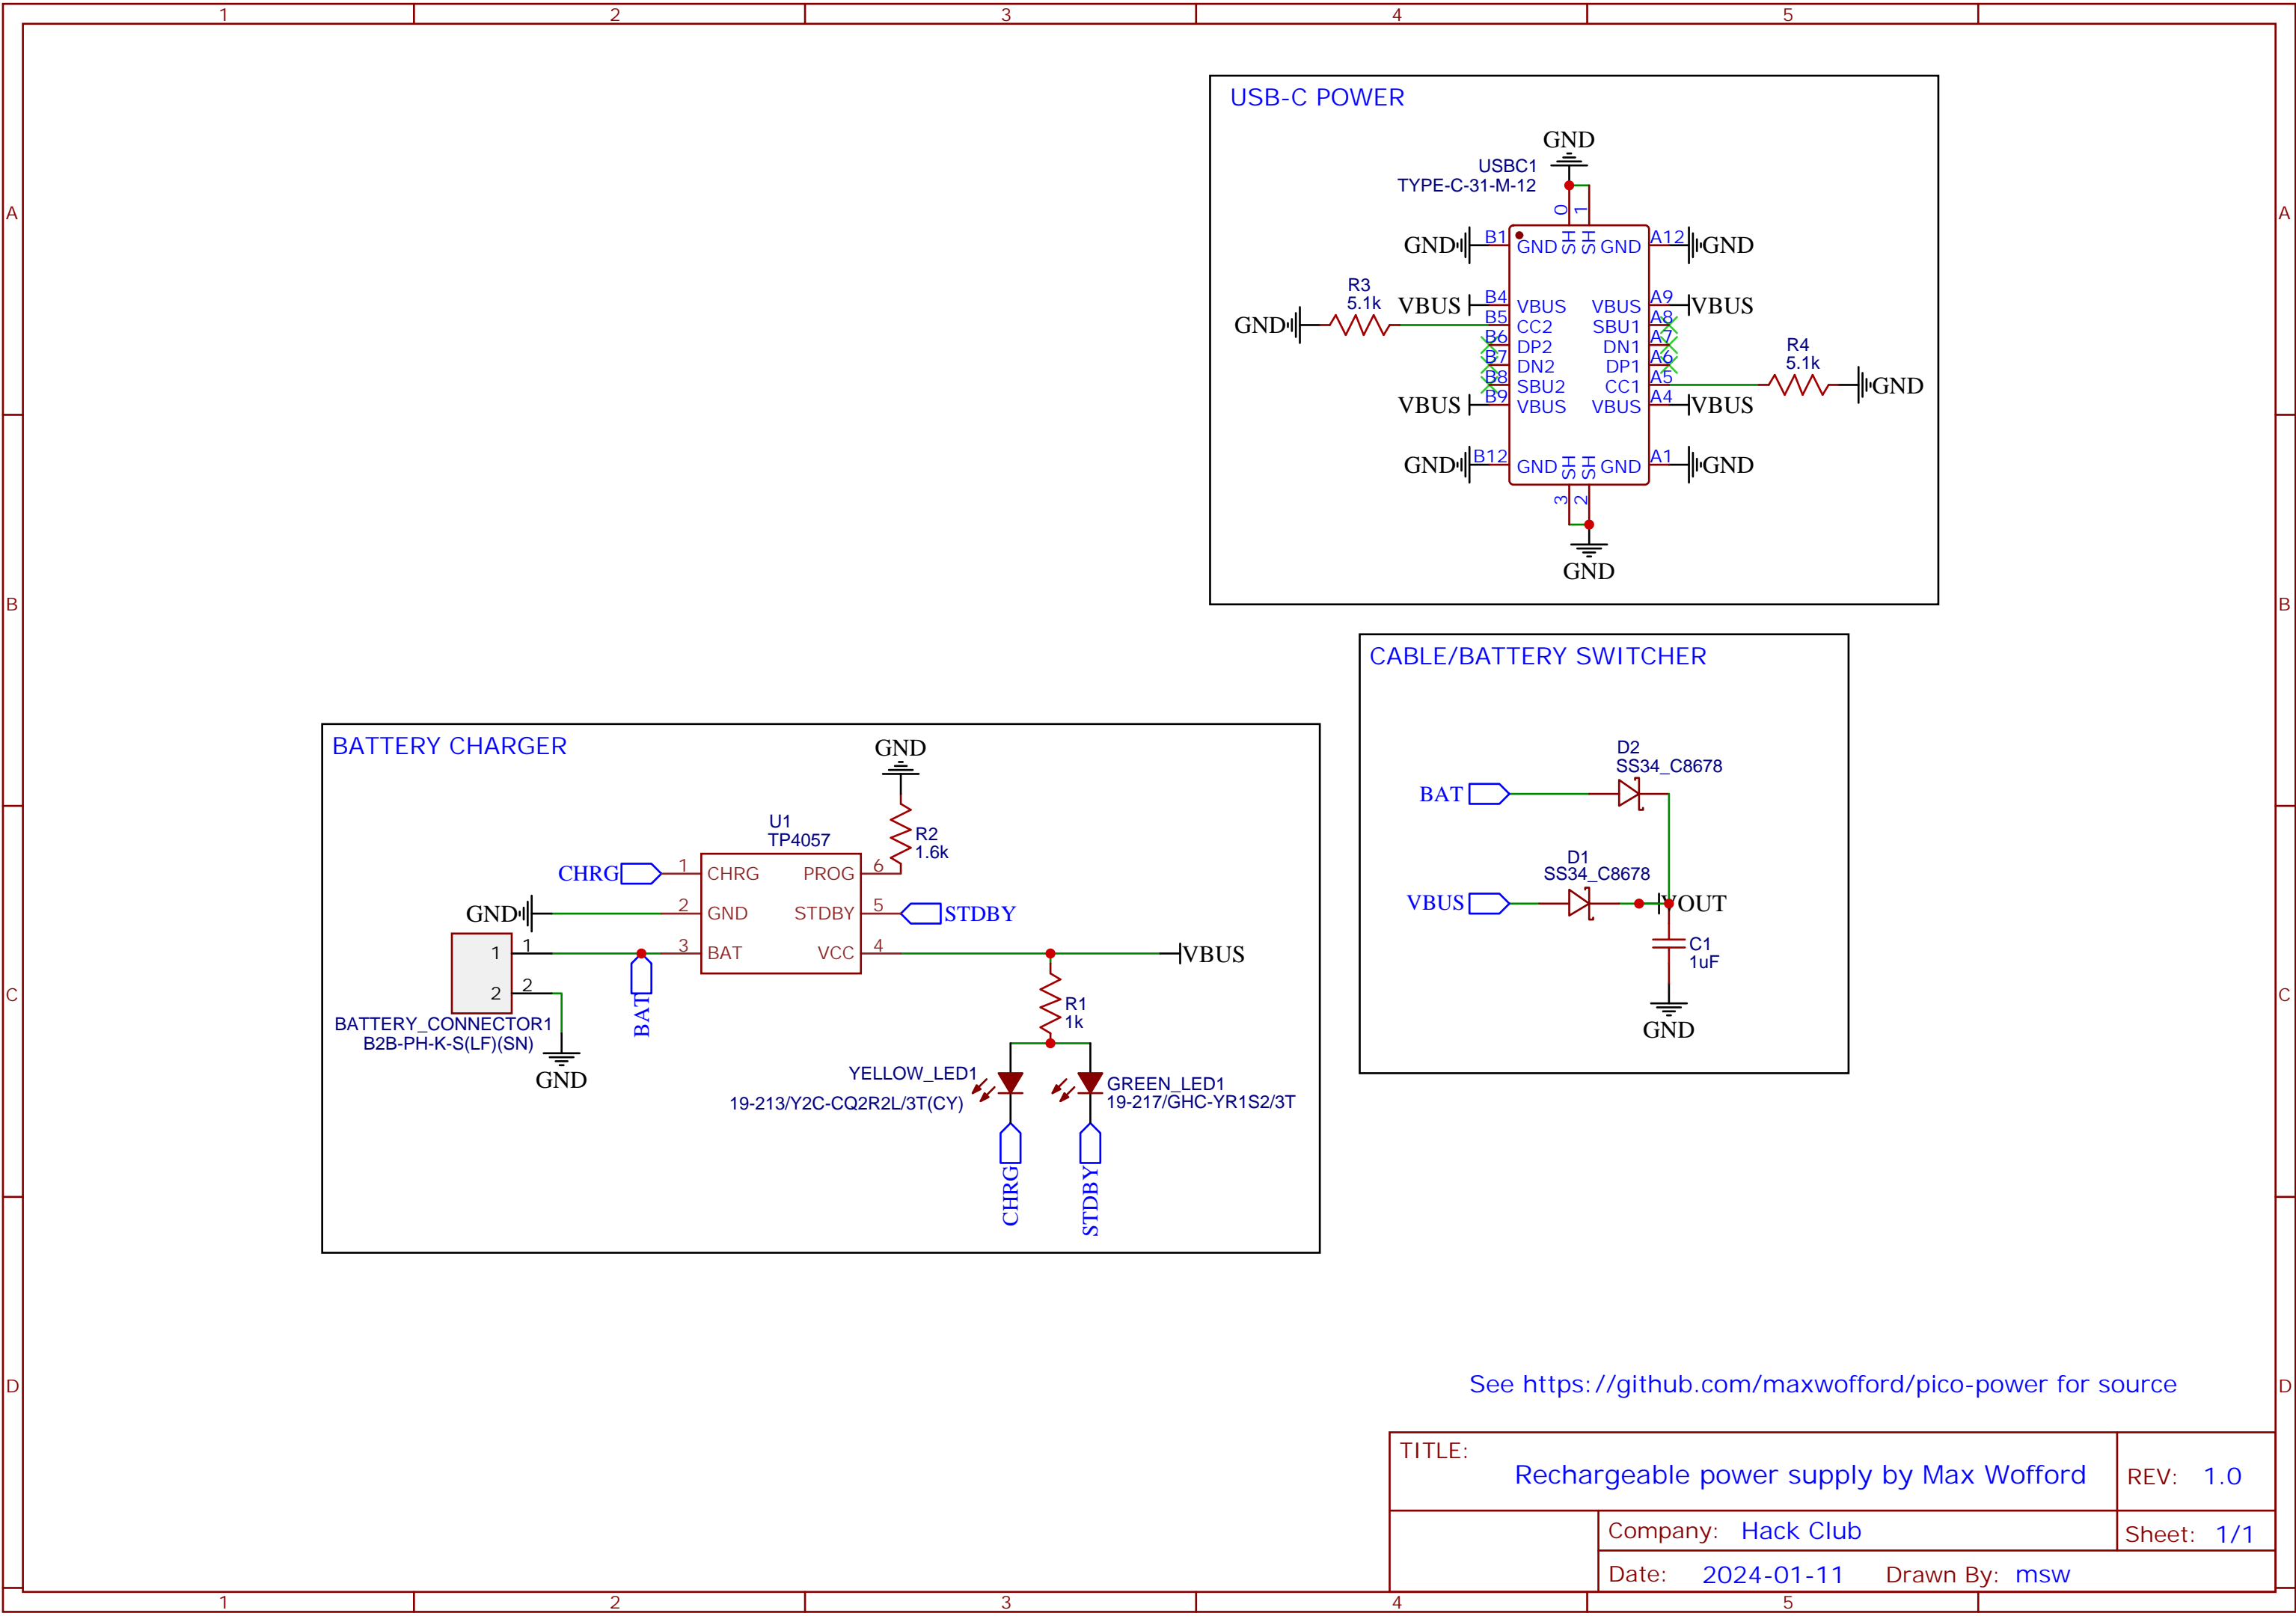 1 2 3 4 5
A A
B B
C C
D D
USB-C POWER
GND
USBC1
TYPE-C-31-M-12
0 1
GND B1 GND SH SH GND A12 GND
R3
5.1k
VBUS B4 VBUS VBUS A9 VBUS
GND B5 CC2 SBU1 A8
B6 DP2 DN1 A7
B7 DN2 DP1 A6
R4
5.1k
B8 SBU2 CC1 A5 GND
VBUS B9 VBUS VBUS A4 VBUS
GND B12 GND SH SH GND A1 GND
3 2
GND
CABLE/BATTERY SWITCHER
D2
SS34_C8678
BAT
D1
SS34_C8678
VBUS VOUT
C1
1uF
GND
BATTERY CHARGER
GND
U1
TP4057
R2
1.6k
CHRG 1 CHRG PROG 6
GND 2 GND STDBY 5 STDBY
1 1 3 BAT VCC 4 VBUS
2 2
BAT
BATTERY_CONNECTOR1
B2B-PH-K-S(LF)(SN)
GND
R1
1k
YELLOW_LED1
19-213/Y2C-CQ2R2L/3T(CY)
GREEN_LED1
19-217/GHC-YR1S2/3T
CHRG
STDBY
See https://github.com/maxwofford/pico-power for source
TITLE:
Rechargeable power supply by Max Wofford
REV: 1.0
Company: Hack Club
Sheet: 1/1
Date: 2024-01-11 Drawn By: msw
1 2 3 4 5